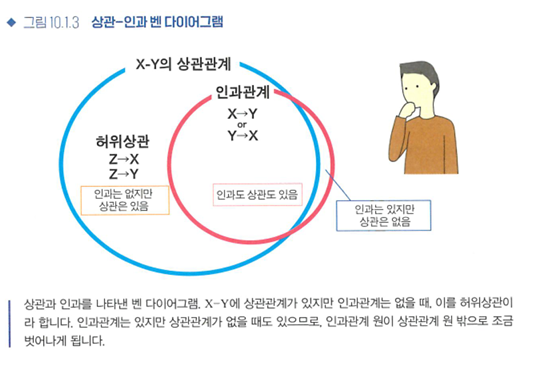 ◆ 그림 10.1.3 상관-인과 벤 다이어그램
X-Y의 상관관계
인과관계
X→Y
or
Y→X
허위상관
Z→X
Z→Y
인과는 없지만
상관은 있음
인과도 상관도 있음
인과는 있지만
상관은 없음
상관과 인과를 나타낸 벤 다이어그램. X-Y에 상관관계가 있지만 인과관계는 없을 때, 이를 허위상관이
라 합니다. 인과관계는 있지만 상관관계가 없을 때도 있으므로, 인과관계 원이 상관관계 원 밖으로 조금
벗어나게 됩니다.